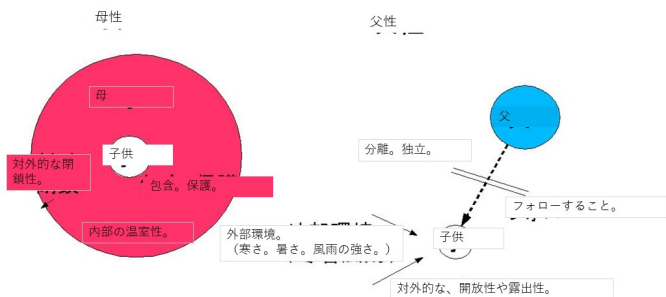 母性
父性
母
子供
対外的な閉
鎖性。
包含。保護。
内部の温室性。
父
分離。独立。
フォローすること。
外部環境。
（寒さ。暑さ。風雨の強さ。）
子供
対外的な、開放性や露出性。